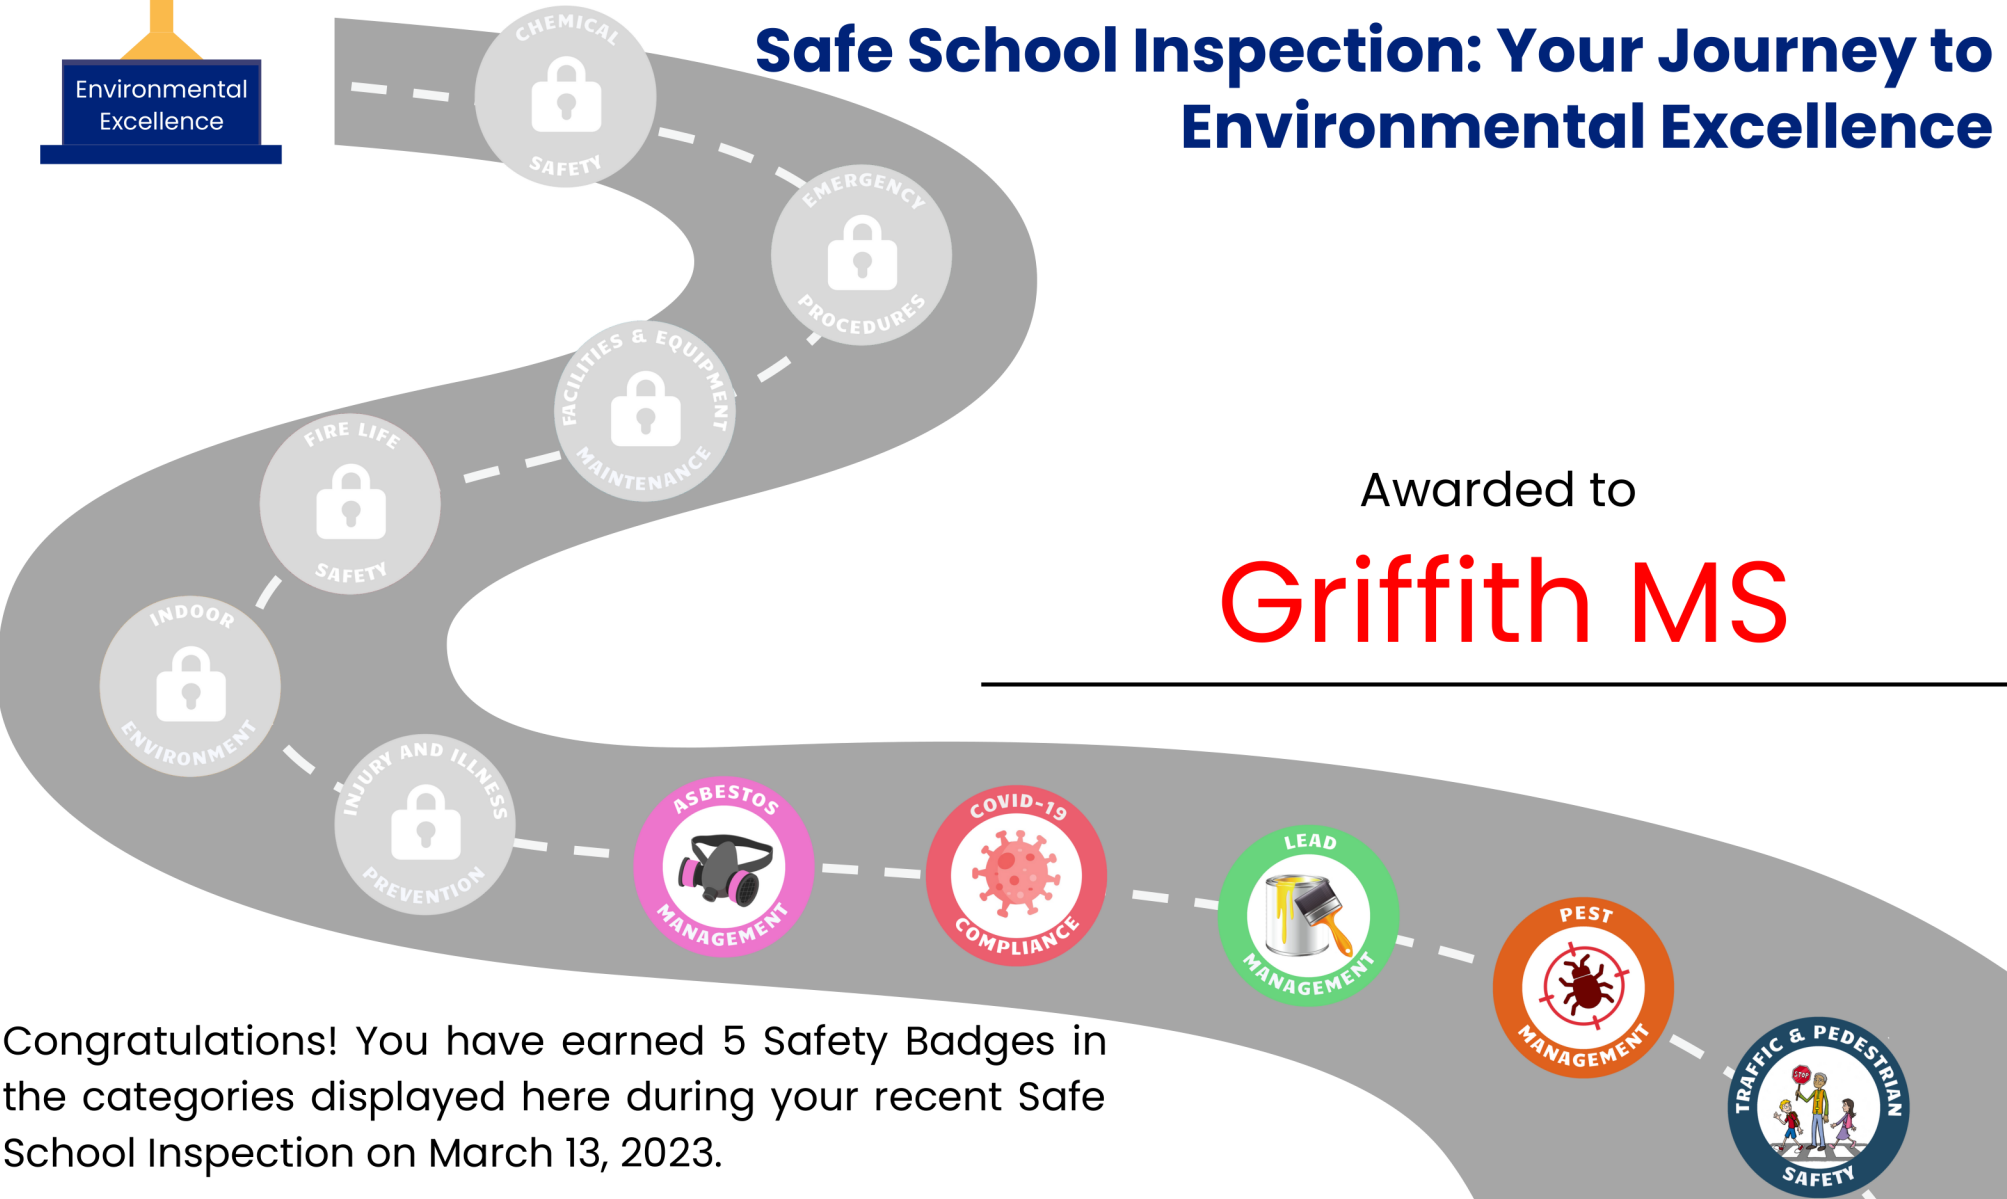 Safe School Inspection: Your Journey to
Environmental Excellence
Environmental
Excellence
CHEMICAL
SAFETY
EMERGENCY
PROCEDURES
FACILITIES & EQUIPMENT
MAINTENANCE
FIRE LIFE
SAFETY
INDOOR
ENVIRONMENT
INJURY AND ILLNESS
PREVENTION
Awarded to
Griffith MS
ASBESTOS
MANAGEMENT
COVID-19
COMPLIANCE
LEAD
MANAGEMENT
PEST
MANAGEMENT
TRAFFIC & PEDESTRIAN
STOP
SAFETY
Congratulations! You have earned 5 Safety Badges in
the categories displayed here during your recent Safe
School Inspection on March 13, 2023.